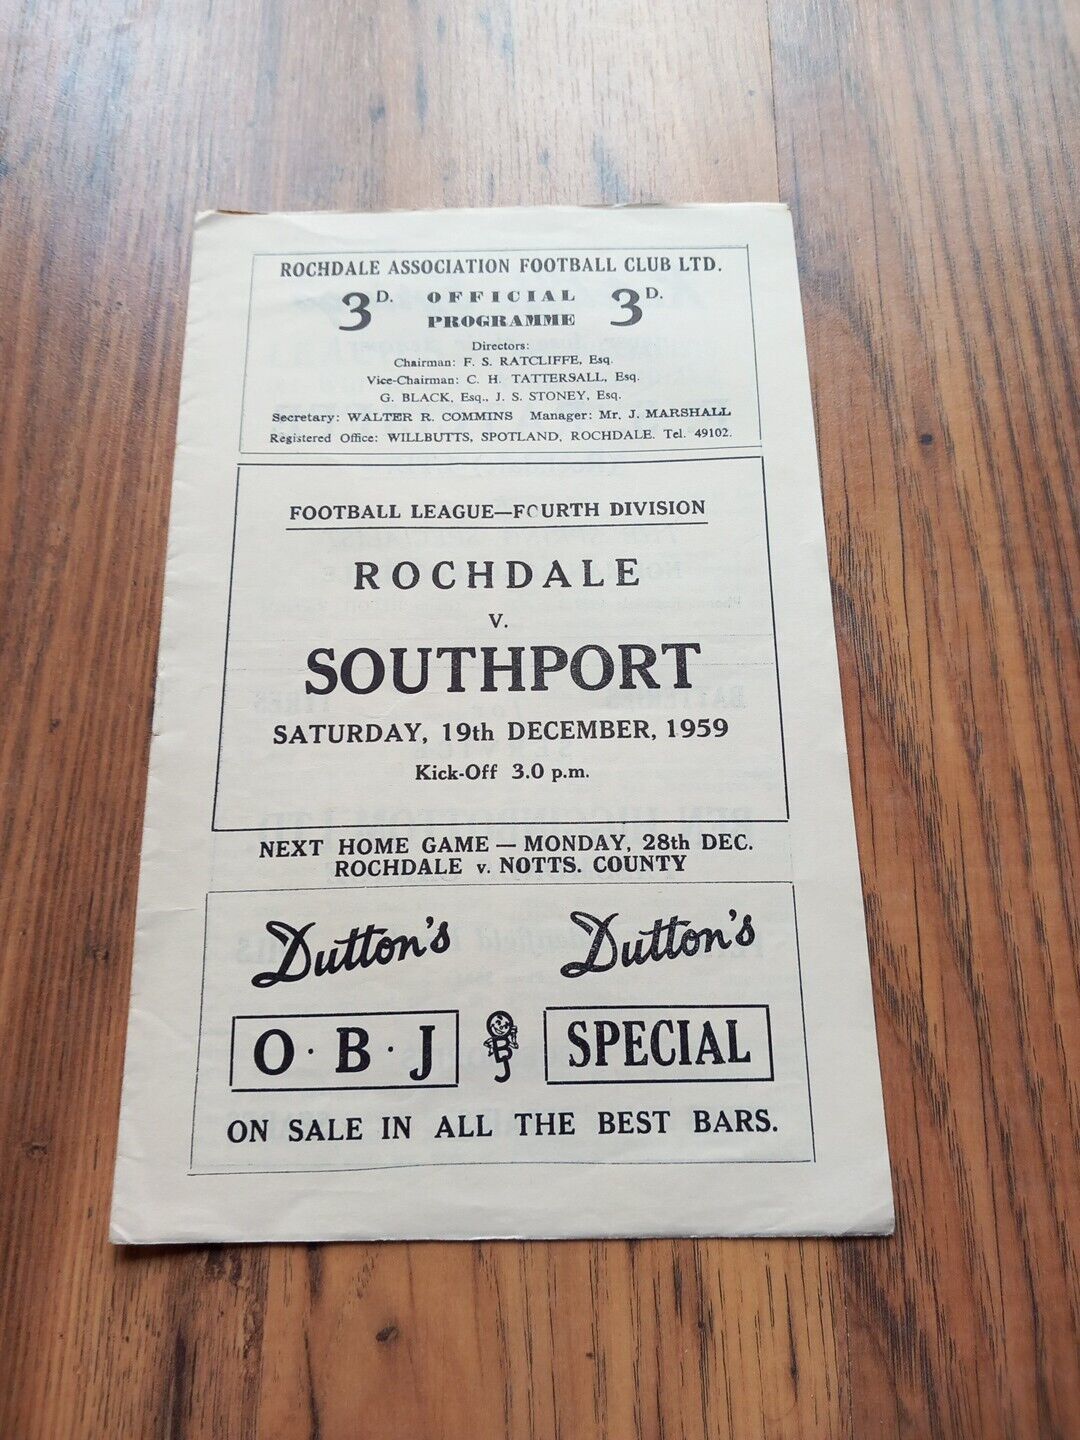 ROCHDALE ASSOCIATION FOOTBALL CLUB LTD.
3D. OFFICIAL PROGRAMME 3D.
Directors:
Chairman: F. S. RATCLIFFE, Esq.
Vice-Chairman: C. H. TATTERSALL, Esq.
G. BLACK, Esq., J. S. STONEY, Esq.
Secretary: WALTER R. COMMINS Manager: Mr. J. MARSHALL
Registered Office: WILLBUTTS, SPOTLAND, ROCHDALE. Tel. 49102.
FOOTBALL LEAGUE—FOURTH DIVISION
ROCHDALE
v.
SOUTHPORT
SATURDAY, 19th DECEMBER, 1959
Kick-Off 3.0 p.m.
NEXT HOME GAME — MONDAY, 28th DEC.
ROCHDALE v. NOTTS. COUNTY
Dutton's Dutton's
O · B · J OBJ SPECIAL
ON SALE IN ALL THE BEST BARS.